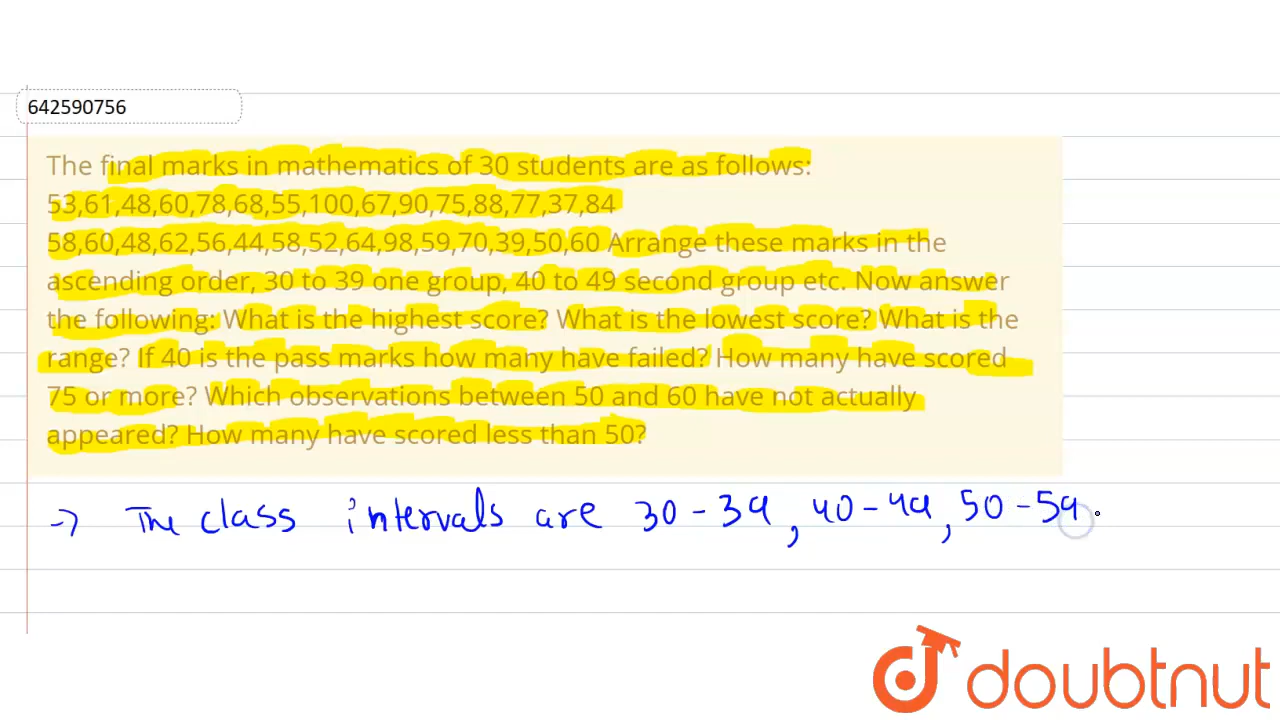 642590756
The final marks in mathematics of 30 students are as follows:
53,61,48,60,78,68,55,100,67,90,75,88,77,37,84
58,60,48,62,56,44,58,52,64,98,59,70,39,50,60 Arrange these marks in the
ascending order, 30 to 39 one group, 40 to 49 second group etc. Now answer
the following: What is the highest score? What is the lowest score? What is the
range? If 40 is the pass marks how many have failed? How many have scored
75 or more? Which observations between 50 and 60 have not actually
appeared? How many have scored less than 50?
→ The class intervals are 30 - 39, 40 - 49, 50 - 59
doubtnut